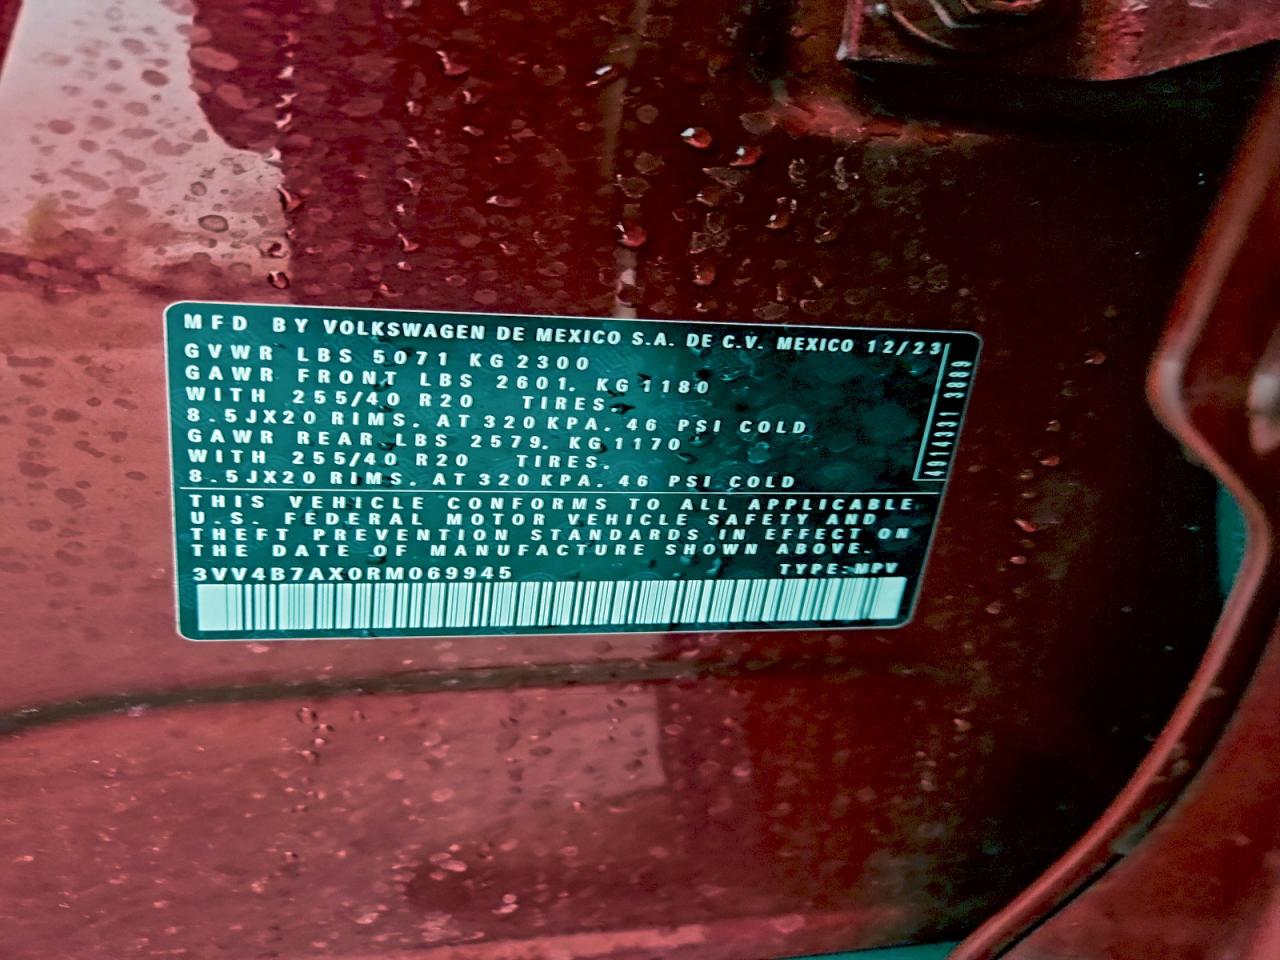 MFD BY VOLKSWAGEN DE MEXICO S.A. DE C.V. MEXICO 12/23
GVWR LBS 5071 KG 2300
GAWR FRONT LBS 2601. KG 1180
WITH 255/40 R20 TIRES.
8.5JX20 RIMS. AT 320 KPA. 46 PSI COLD
GAWR REAR LBS 2579. KG 1170
WITH 255/40 R20 TIRES.
8.5JX20 RIMS. AT 320 KPA. 46 PSI COLD
THIS VEHICLE CONFORMS TO ALL APPLICABLE
U.S. FEDERAL MOTOR VEHICLE SAFETY AND
THEFT PREVENTION STANDARDS IN EFFECT ON
THE DATE OF MANUFACTURE SHOWN ABOVE.
3VV4B7AX0RM069945 TYPE: MPV